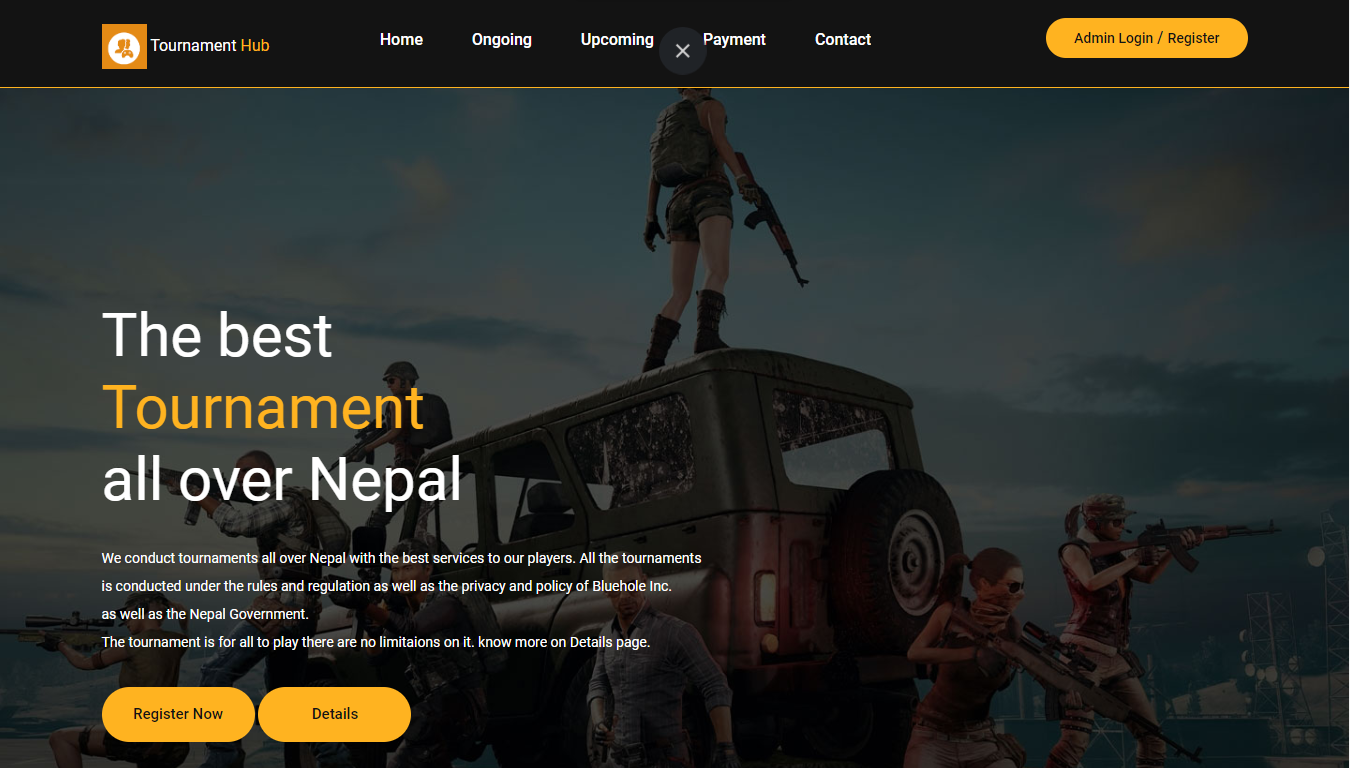 Tournament Hub
Home
Ongoing
Upcoming
Payment
Contact
Admin Login / Register
The best
Tournament
all over Nepal
We conduct tournaments all over Nepal with the best services to our players. All the tournaments
is conducted under the rules and regulation as well as the privacy and policy of Bluehole Inc.
as well as the Nepal Government.
The tournament is for all to play there are no limitaions on it. know more on Details page.
Register Now
Details